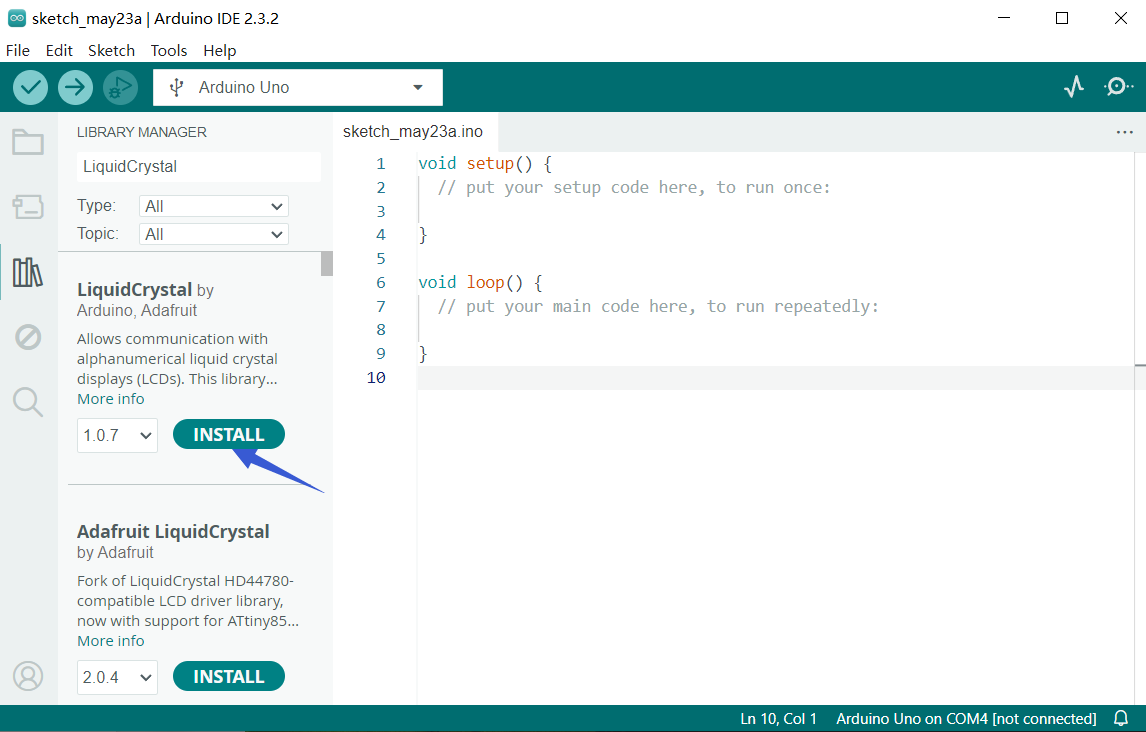 sketch_may23a | Arduino IDE 2.3.2
File Edit Sketch Tools Help
Arduino Uno
LIBRARY MANAGER
LiquidCrystal
Type: All
Topic: All
LiquidCrystal by
Arduino, Adafruit
Allows communication with
alphanumerical liquid crystal
displays (LCDs). This library...
More info
1.0.7 INSTALL
Adafruit LiquidCrystal
by Adafruit
Fork of LiquidCrystal HD44780-
compatible LCD driver library,
now with support for ATtiny85...
More info
2.0.4 INSTALL
sketch_may23a.ino
1 void setup() {
2 // put your setup code here, to run once:
3
4 }
5
6 void loop() {
7 // put your main code here, to run repeatedly:
8
9 }
10
Ln 10, Col 1 Arduino Uno on COM4 [not connected]